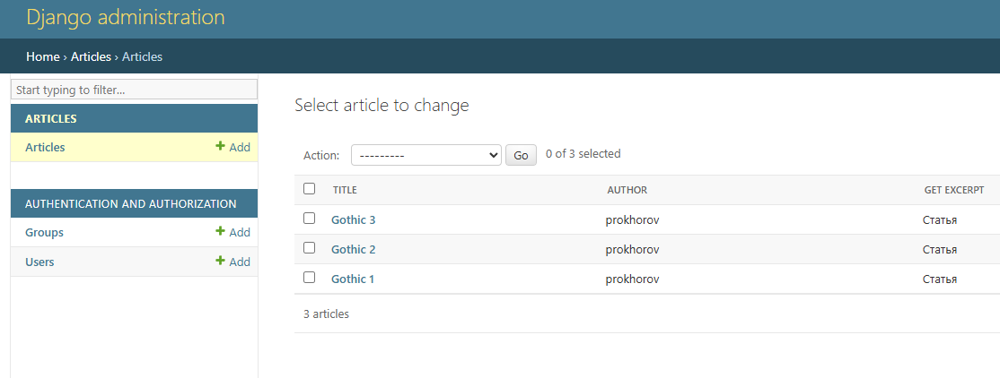 Django administration
Home › Articles › Articles
Start typing to filter...
ARTICLES
Articles + Add
AUTHENTICATION AND AUTHORIZATION
Groups + Add
Users + Add
Select article to change
Action: --------- Go 0 of 3 selected
TITLE AUTHOR GET EXCERPT
Gothic 3 prokhorov Статья
Gothic 2 prokhorov Статья
Gothic 1 prokhorov Статья
3 articles